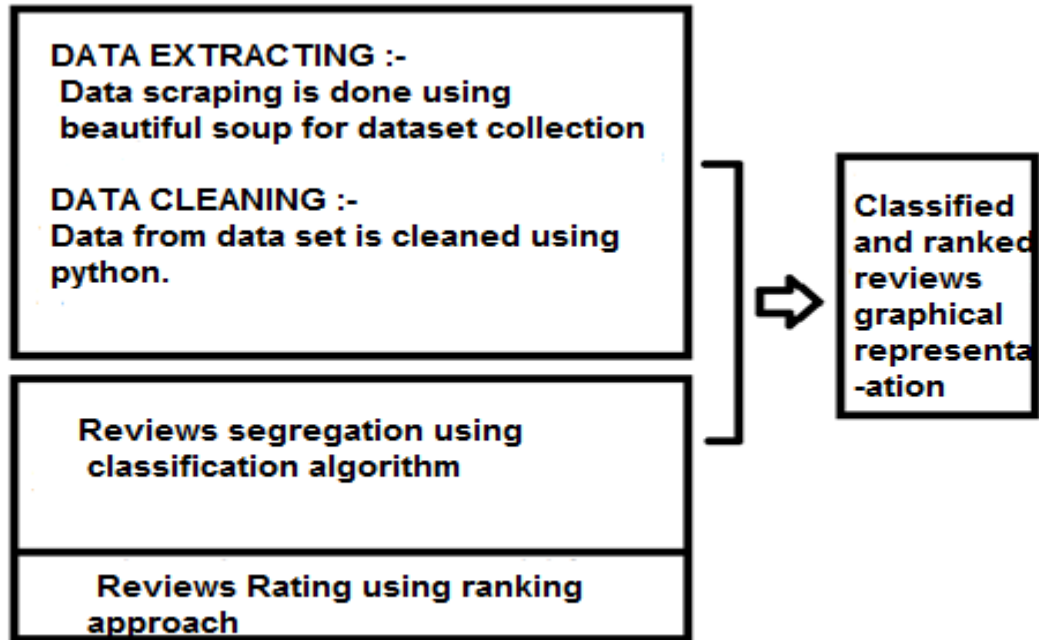 DATA EXTRACTING :-
Data scraping is done using
beautiful soup for dataset collection
DATA CLEANING :-
Data from data set is cleaned using
python.
Reviews segregation using
classification algorithm
Reviews Rating using ranking
approach
Classified
and ranked
reviews
graphical
representa
-ation